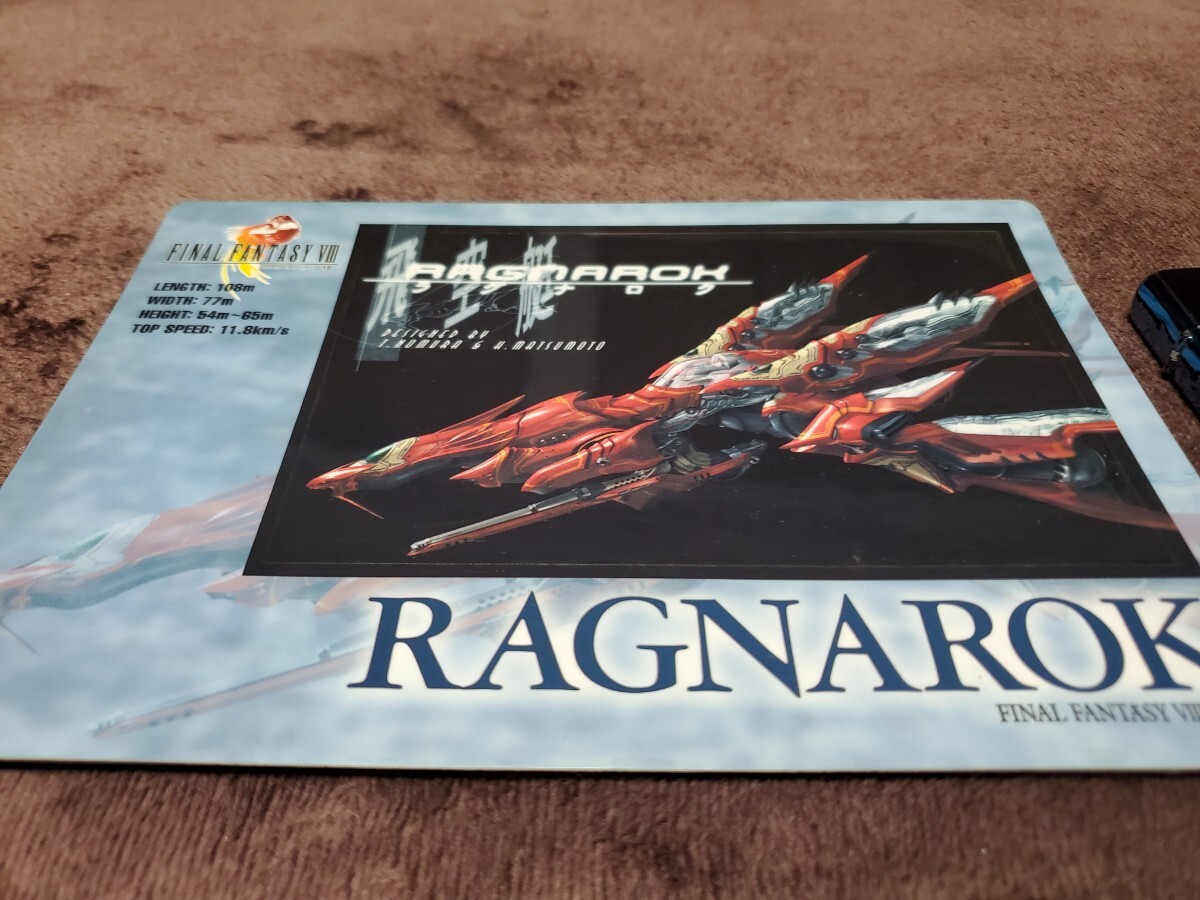 FINAL FANTASY VIII
LENGTH: 108m
WIDTH: 77m
HEIGHT: 54m~65m
TOP SPEED: 11.8km/s
飛空艇
RAGNAROK
ラグナロク
DESIGNED BY
T.NOMURA & H.MATSUMOTO
RAGNAROK
FINAL FANTASY VIII